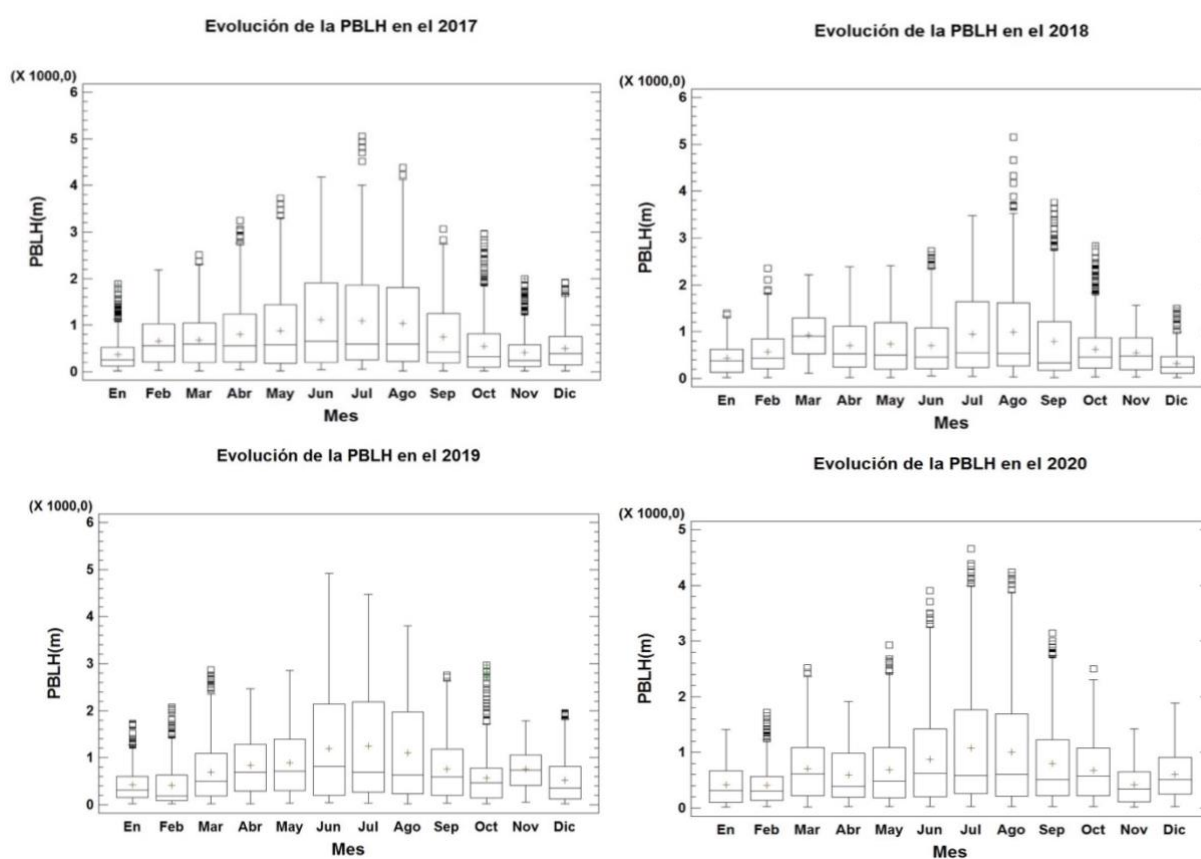 Evolución de la PBLH en el 2017
(X 1000,0)
6
5
4
3
2
1
0
PBLH(m)
En Feb Mar Abr May Jun Jul Ago Sep Oct Nov Dic
Mes
Evolución de la PBLH en el 2018
(X 1000,0)
6
5
4
3
2
1
0
PBLH(m)
En Feb Mar Abr May Jun Jul Ago Sep Oct Nov Dic
Mes
Evolución de la PBLH en el 2019
(X 1000,0)
6
5
4
3
2
1
0
PBLH(m)
En Feb Mar Abr May Jun Jul Ago Sep Oct Nov Dic
Mes
Evolución de la PBLH en el 2020
(X 1000,0)
5
4
3
2
1
0
PBLH(m)
En Feb Mar Abr May Jun Jul Ago Sep Oct Nov Dic
Mes